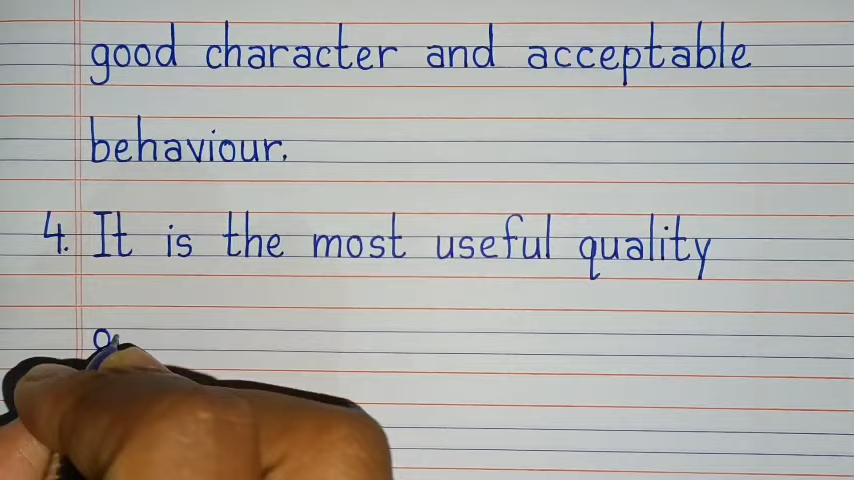 good character and acceptable
behaviour.
4. It is the most useful quality